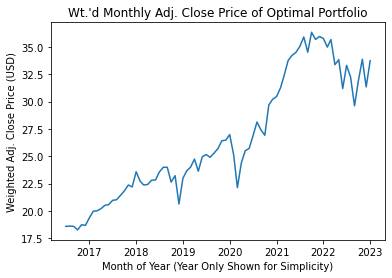 Wt.'d Monthly Adj. Close Price of Optimal Portfolio
Weighted Adj. Close Price (USD)
35.0
32.5
30.0
27.5
25.0
22.5
20.0
17.5
2017 2018 2019 2020 2021 2022 2023
Month of Year (Year Only Shown for Simplicity)